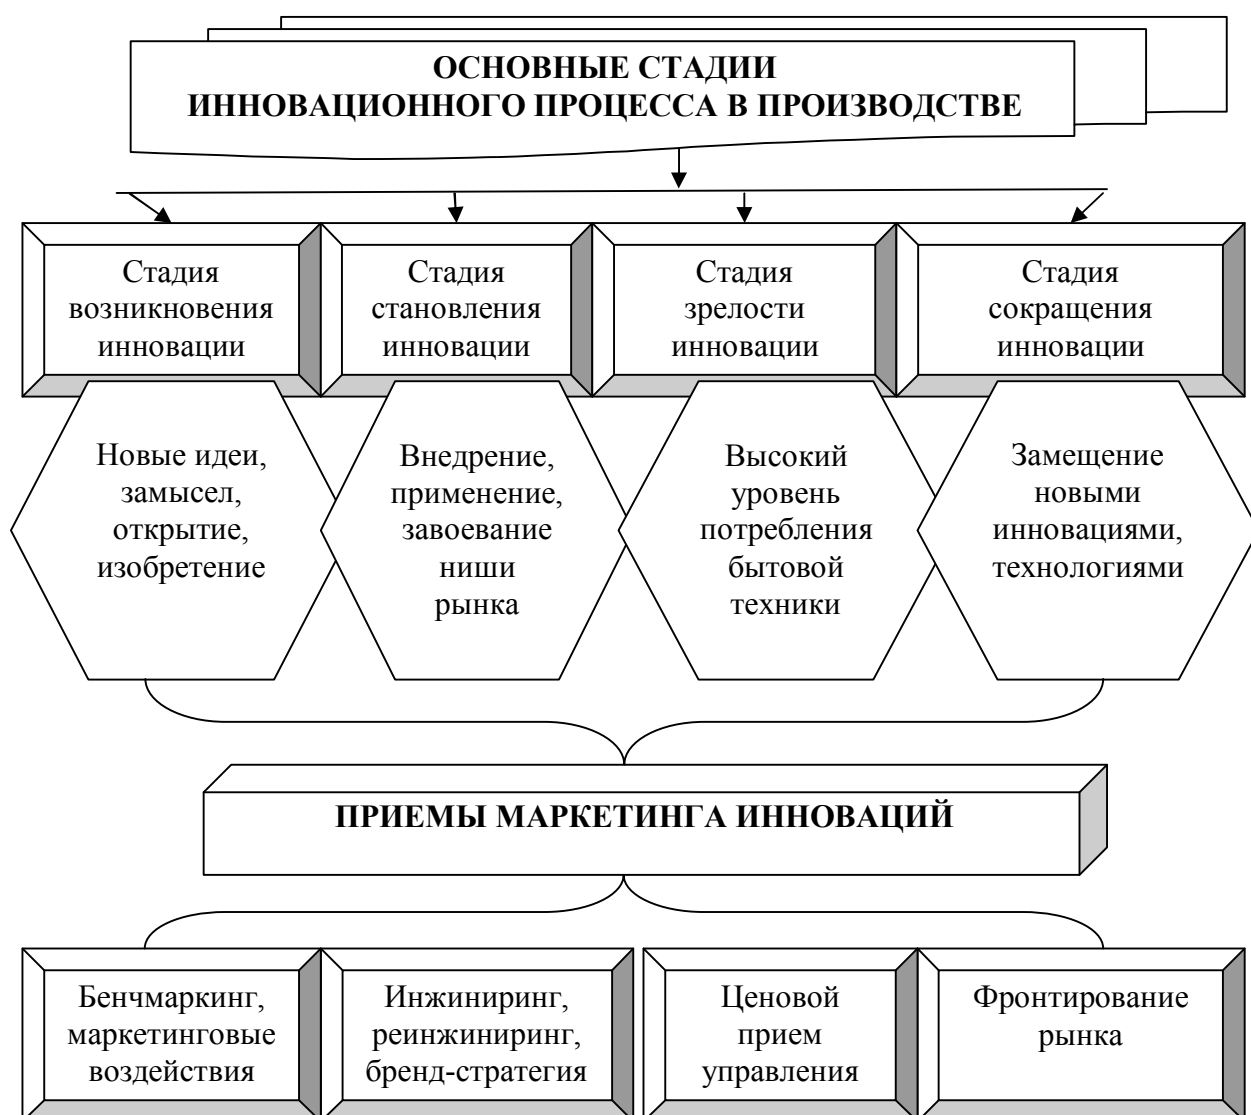 ОСНОВНЫЕ СТАДИИ
ИННОВАЦИОННОГО ПРОЦЕССА В ПРОИЗВОДСТВЕ
Стадия
возникновения
инновации
Стадия
становления
инновации
Стадия
зрелости
инновации
Стадия
сокращения
инновации
Новые идеи,
замысел,
открытие,
изобретение
Внедрение,
применение,
завоевание
ниши
рынка
Высокий
уровень
потребления
бытовой
техники
Замещение
новыми
инновациями,
технологиями
ПРИЕМЫ МАРКЕТИНГА ИННОВАЦИЙ
Бенчмаркинг,
маркетинговые
воздействия
Инжиниринг,
реинжиниринг,
бренд-стратегия
Ценовой
прием
управления
Фронтирование
рынка